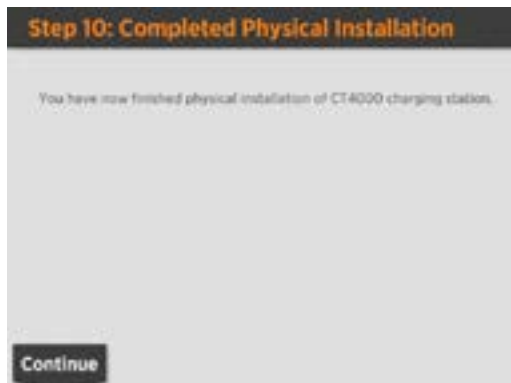 Step 10: Completed Physical Installation
You have now finished physical installation of CT4000 charging station.
Continue